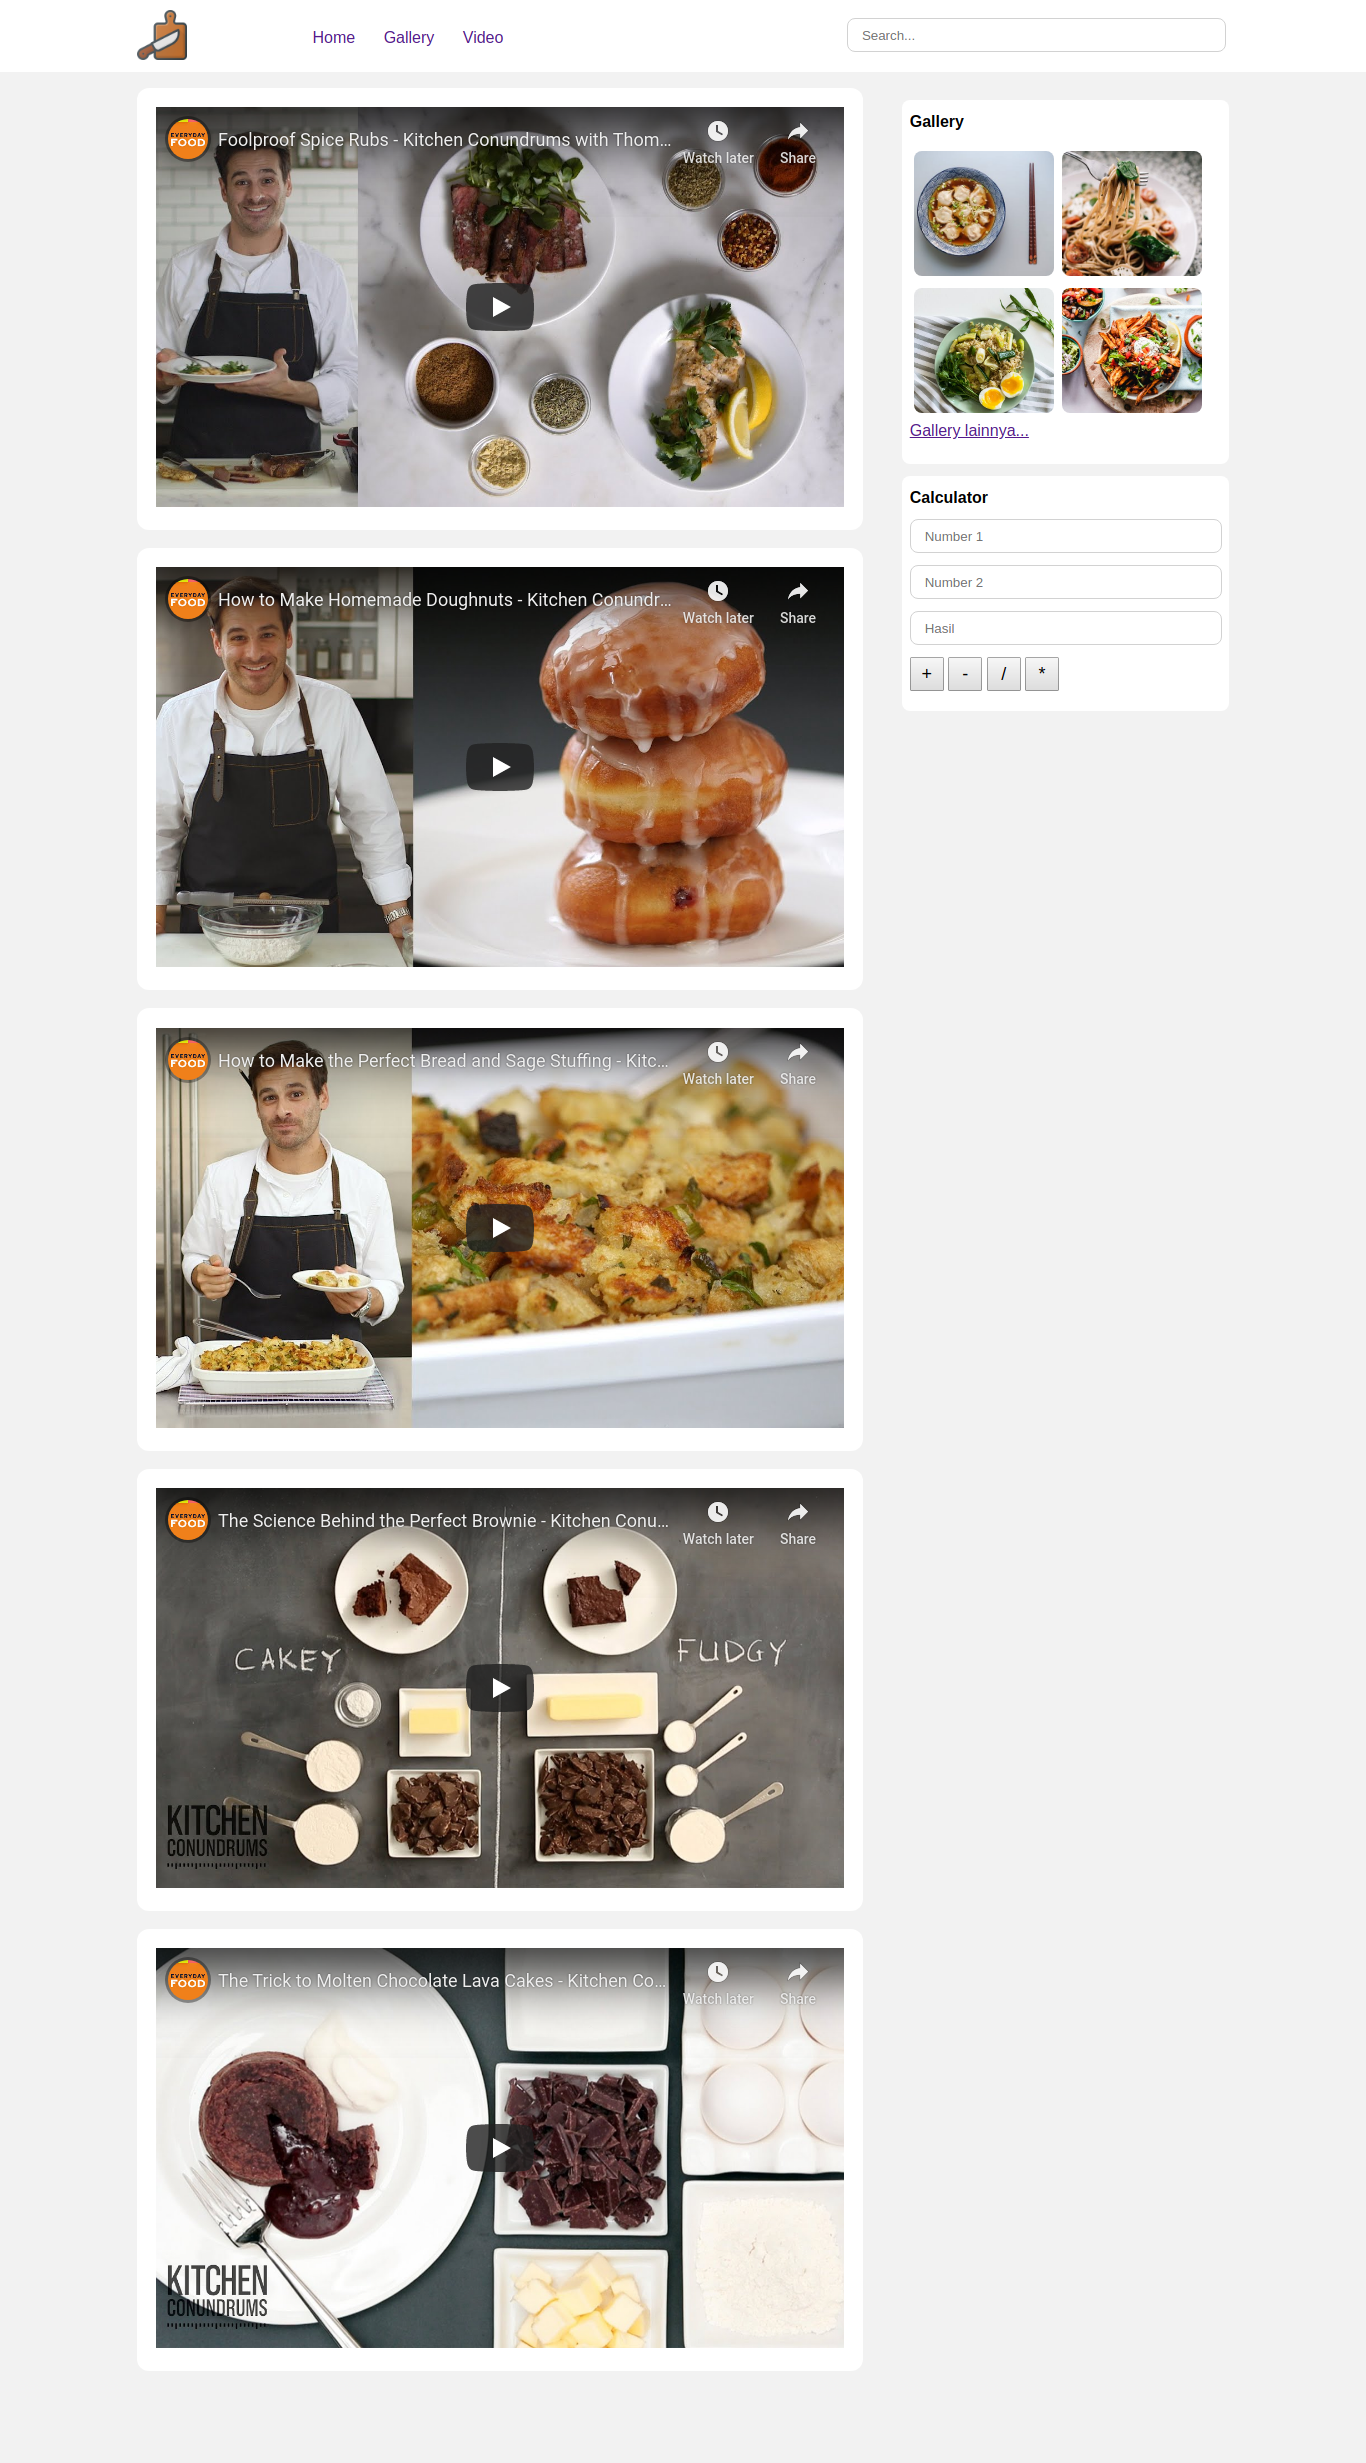 Home Gallery Video
Search...
EVERYDAY
FOOD
Foolproof Spice Rubs - Kitchen Conundrums with Thom...
Watch later
Share
EVERYDAY
FOOD
How to Make Homemade Doughnuts - Kitchen Conundr...
Watch later
Share
EVERYDAY
FOOD
How to Make the Perfect Bread and Sage Stuffing - Kitc...
Watch later
Share
EVERYDAY
FOOD
The Science Behind the Perfect Brownie - Kitchen Conu...
Watch later
Share
CAKEY
FUDGY
KITCHEN
CONUNDRUMS
EVERYDAY
FOOD
The Trick to Molten Chocolate Lava Cakes - Kitchen Co...
Watch later
Share
KITCHEN
CONUNDRUMS
Gallery
Gallery lainnya...
Calculator
Number 1
Number 2
Hasil
+ - / *